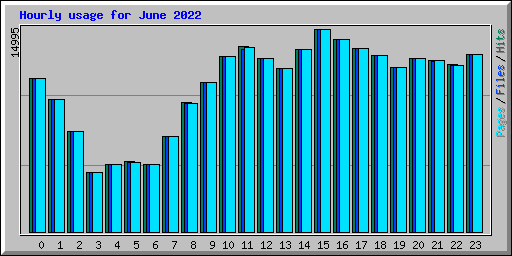 Hourly usage for June 2022
14995
Pages/Files/Hits
0 1 2 3 4 5 6 7 8 9 10 11 12 13 14 15 16 17 18 19 20 21 22 23